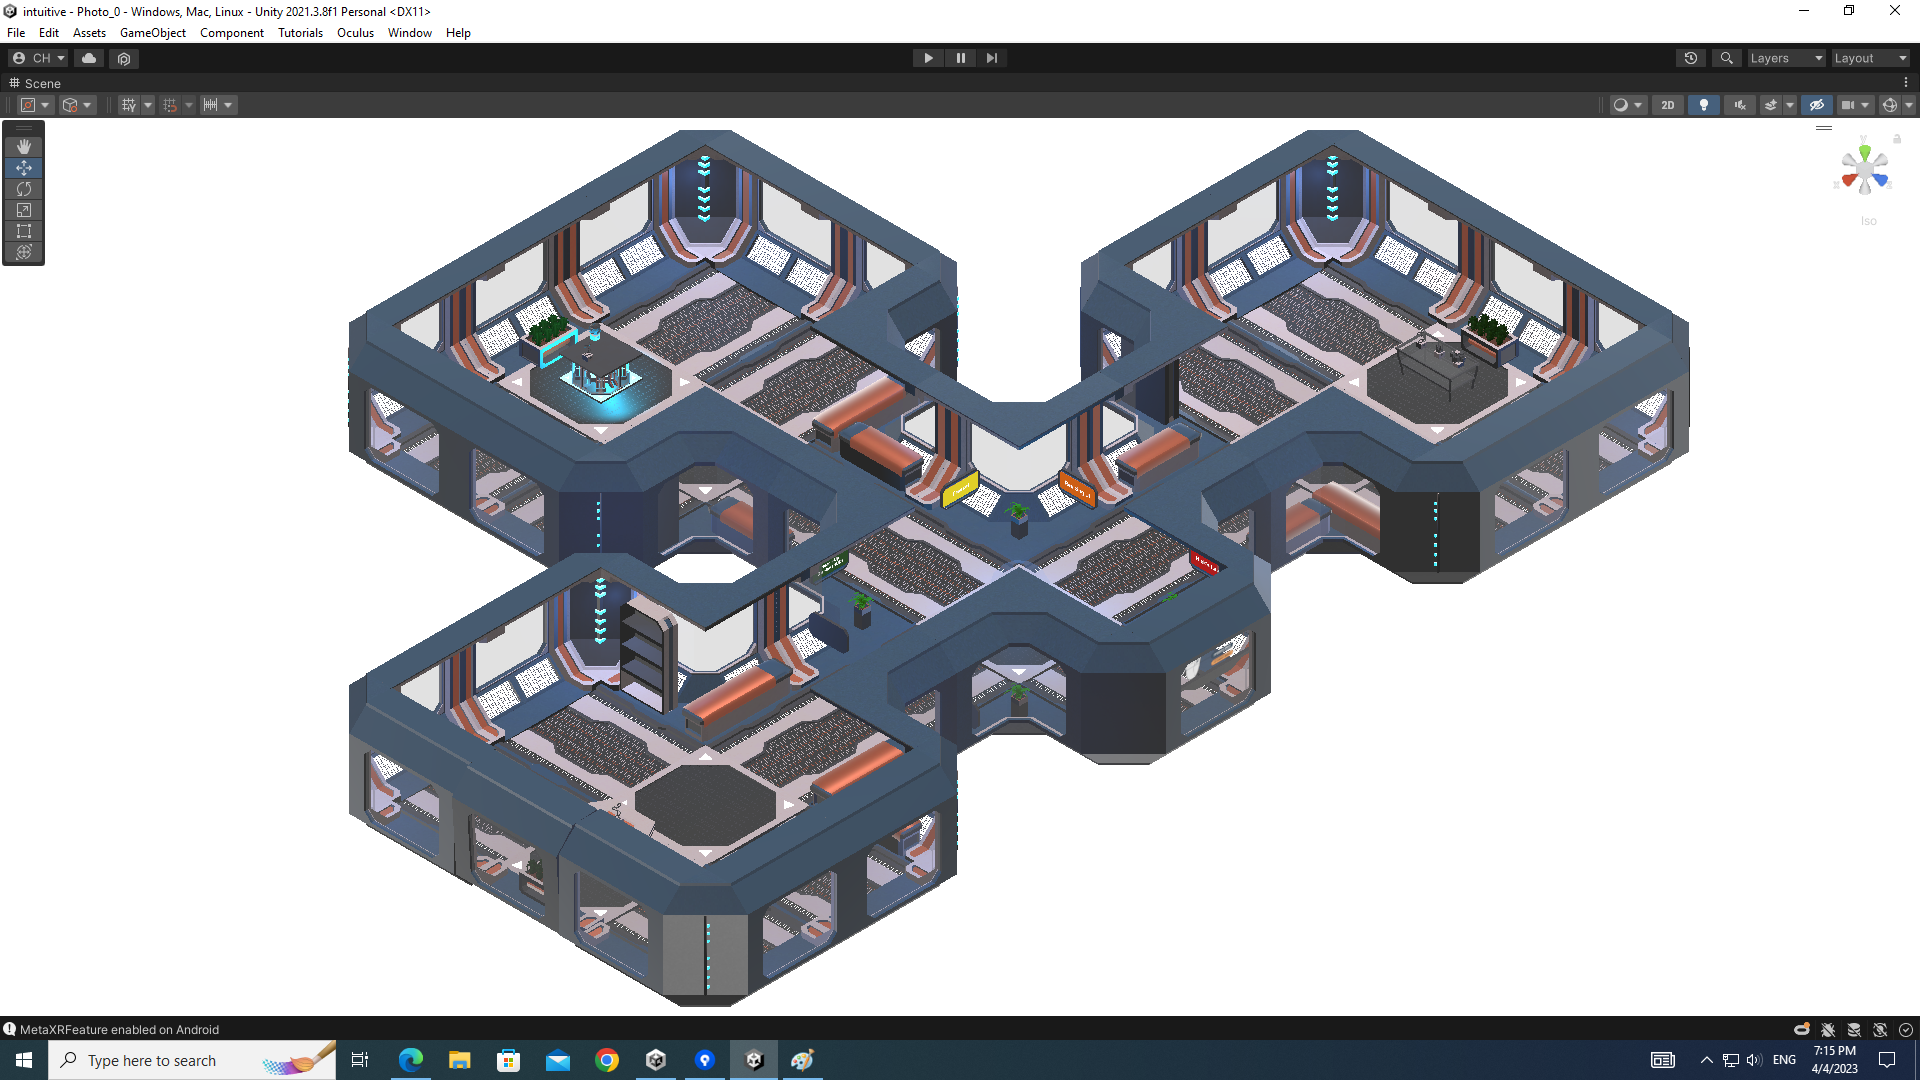 intuitive - Photo_0 - Windows, Mac, Linux - Unity 2021.3.8f1 Personal <DX11>
File Edit Assets GameObject Component Tutorials Oculus Window Help
CH
Layers
Layout
Scene
2D
Iso
MetaXRFeature enabled on Android
Type here to search
ENG
7:15 PM
4/4/2023